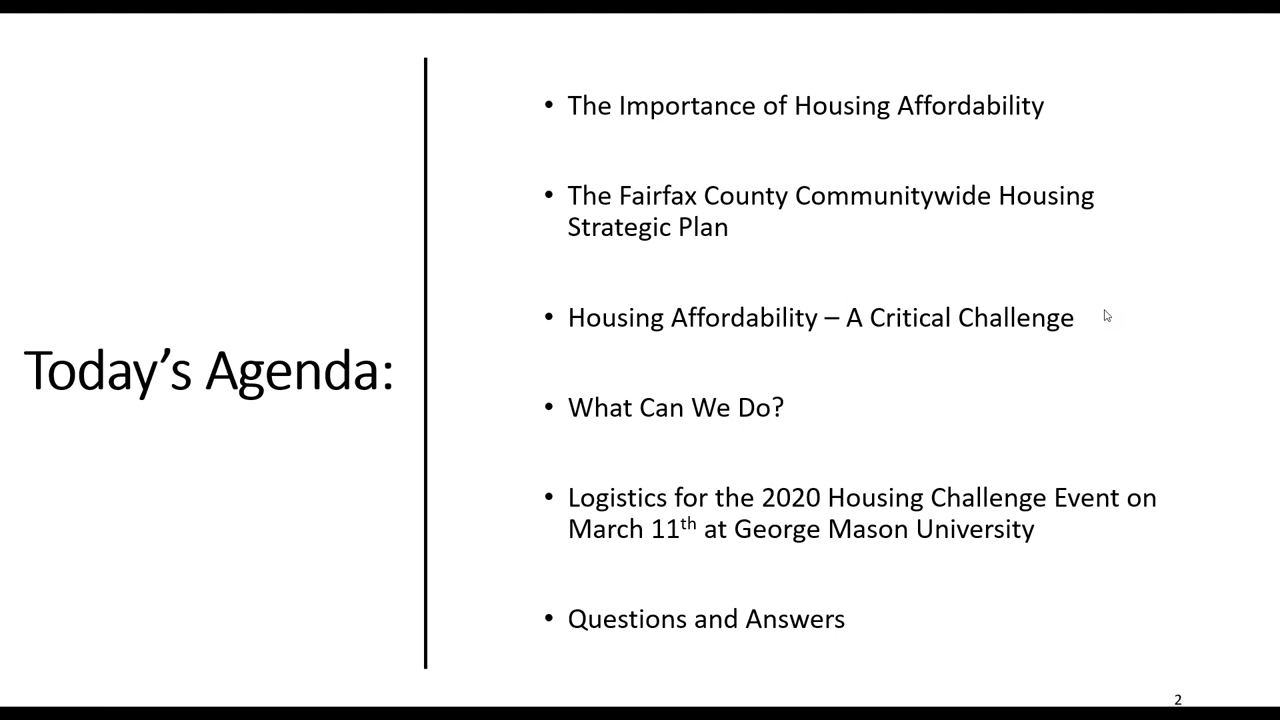 Today's Agenda:
• The Importance of Housing Affordability
• The Fairfax County Communitywide Housing
Strategic Plan
• Housing Affordability – A Critical Challenge
• What Can We Do?
• Logistics for the 2020 Housing Challenge Event on
March 11th at George Mason University
• Questions and Answers
2